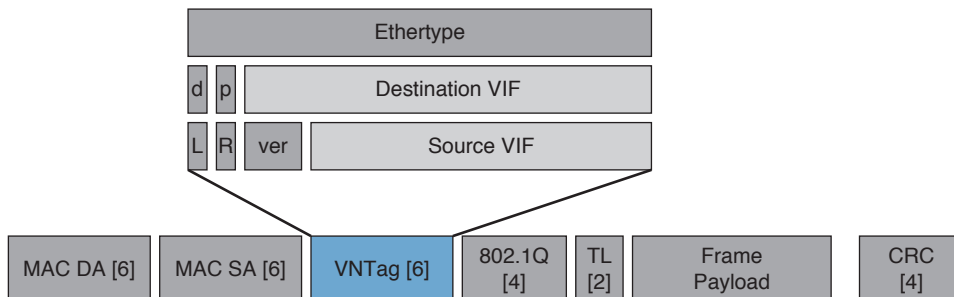 Ethertype
d p Destination VIF
L R ver Source VIF
MAC DA [6] MAC SA [6] VNTag [6] 802.1Q [4] TL [2] Frame Payload CRC [4]